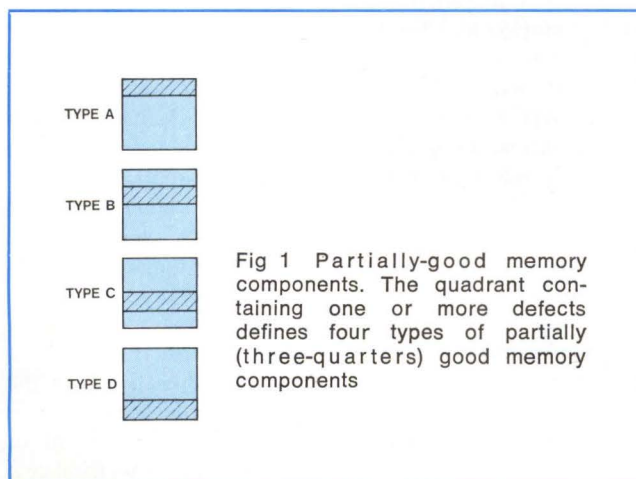 TYPE A
TYPE B
TYPE C
TYPE D
Fig 1 Partially-good memory
components. The quadrant con-
taining one or more defects
defines four types of partially
(three-quarters) good memory
components